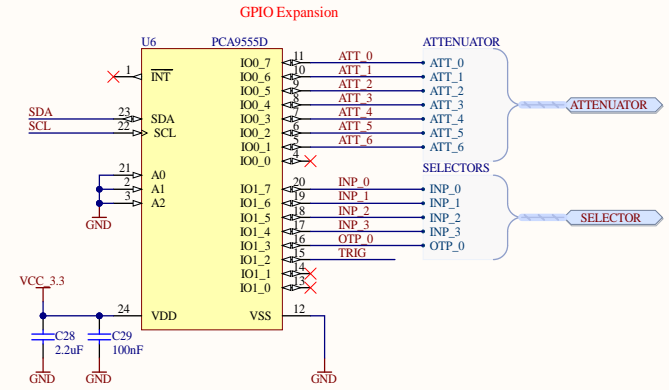 GPIO Expansion
U6 PCA9555D ATTENUATOR
IO0_7 11 ATT_0 ATT_0
1 INT IO0_6 10 ATT_1 ATT_1
IO0_5 9 ATT_2 ATT_2
IO0_4 8 ATT_3 ATT_3 ATTENUATOR
SDA 23 SDA IO0_3 7 ATT_4 ATT_4
SCL 22 SCL IO0_2 6 ATT_5 ATT_5
IO0_1 5 ATT_6 ATT_6
IO0_0 4
21 A0 SELECTORS
2 A1 IO1_7 20 INP_0 INP_0
3 A2 IO1_6 19 INP_1 INP_1
GND IO1_5 18 INP_2 INP_2 SELECTOR
IO1_4 17 INP_3 INP_3
IO1_3 16 OTP_0 OTP_0
IO1_2 15 TRIG
IO1_1 14
VCC_3.3 IO1_0 13
24 VDD VSS 12
C28 C29
2.2uF 100nF
GND GND GND